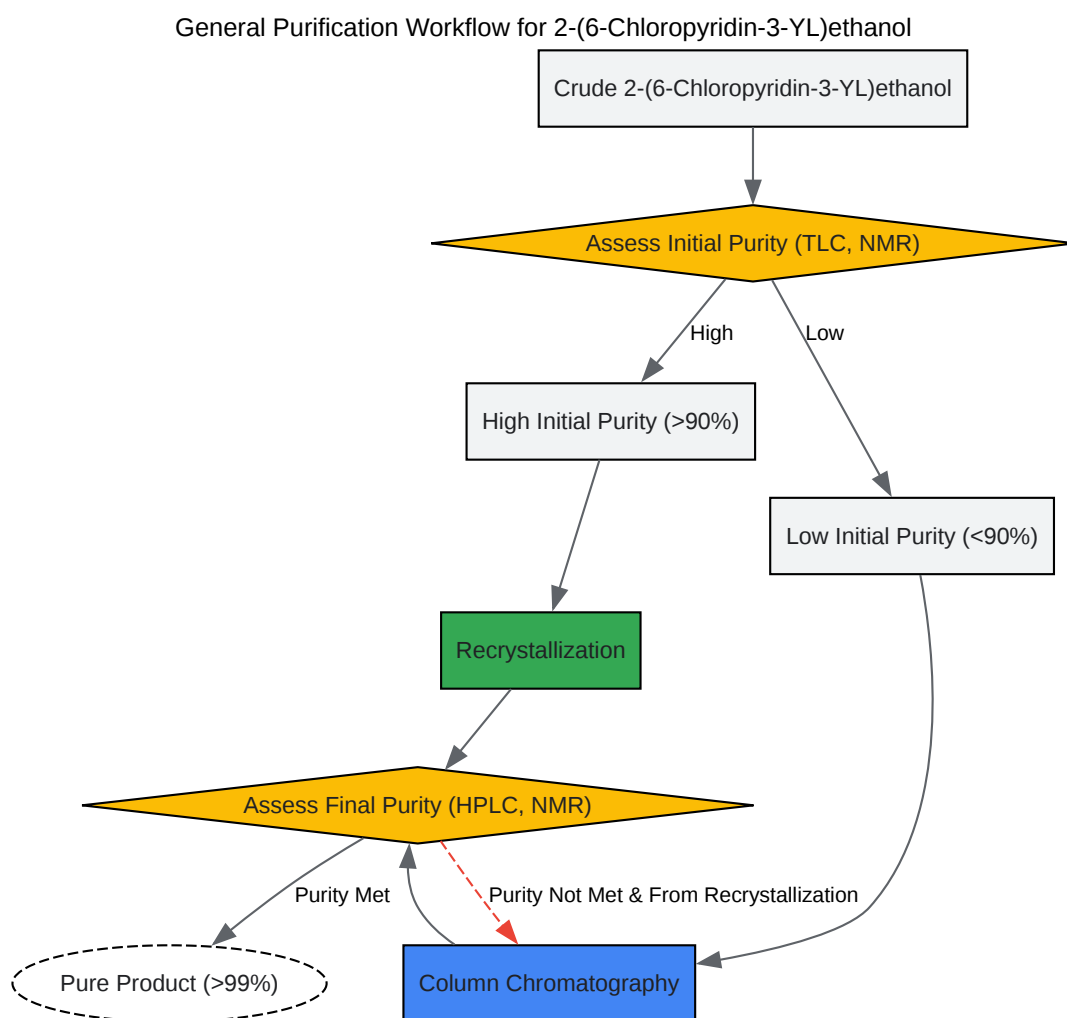 General Purification Workflow for 2-(6-Chloropyridin-3-YL)ethanol
Crude 2-(6-Chloropyridin-3-YL)ethanol
Assess Initial Purity (TLC, NMR)
High
Low
High Initial Purity (>90%)
Low Initial Purity (<90%)
Recrystallization
Assess Final Purity (HPLC, NMR)
Purity Met
Purity Not Met & From Recrystallization
Pure Product (>99%)
Column Chromatography